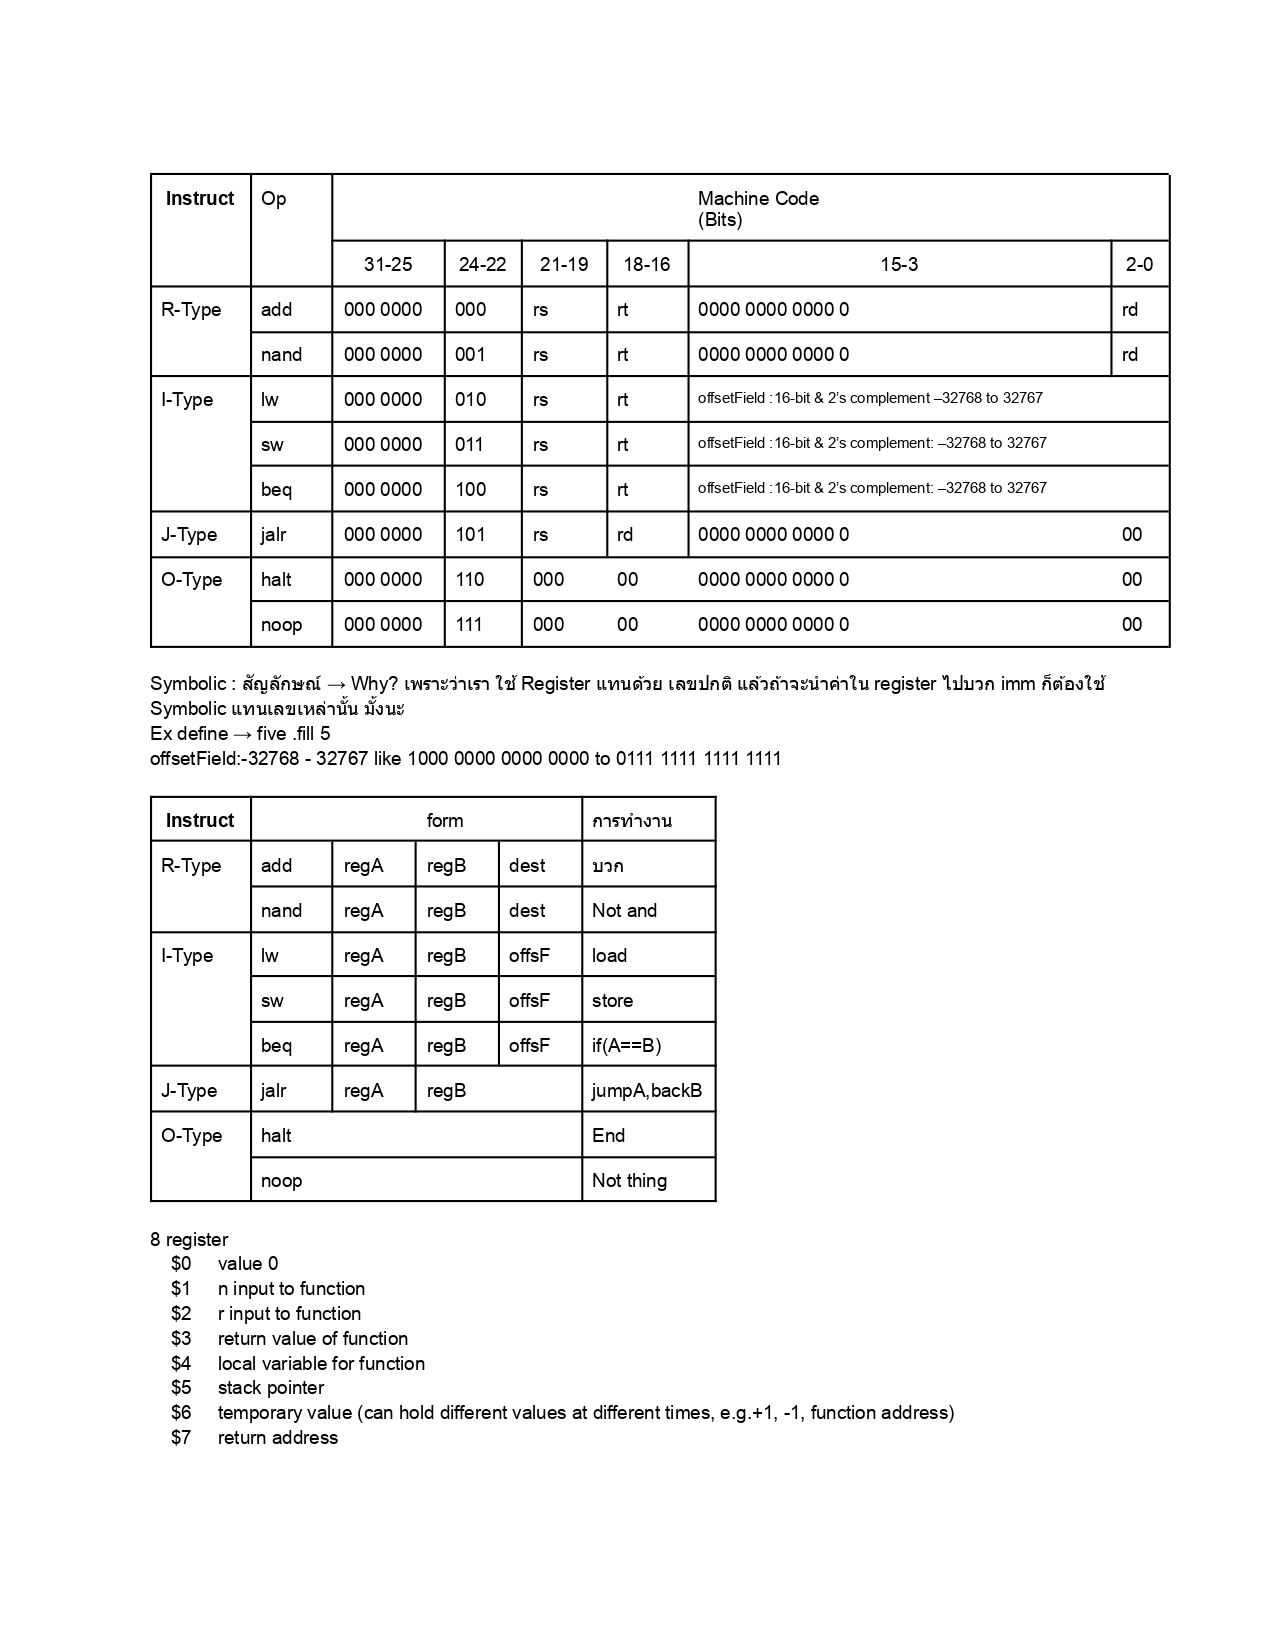 Instruct Op Machine Code
(Bits)
31-25 24-22 21-19 18-16 15-3 2-0
R-Type add 000 0000 000 rs rt 0000 0000 0000 0 rd
nand 000 0000 001 rs rt 0000 0000 0000 0 rd
I-Type lw 000 0000 010 rs rt offsetField :16-bit & 2’s complement –32768 to 32767
sw 000 0000 011 rs rt offsetField :16-bit & 2’s complement: –32768 to 32767
beq 000 0000 100 rs rt offsetField :16-bit & 2’s complement: –32768 to 32767
J-Type jalr 000 0000 101 rs rd 0000 0000 0000 0 00
O-Type halt 000 0000 110 000 00 0000 0000 0000 0 00
noop 000 0000 111 000 00 0000 0000 0000 0 00
Symbolic : สัญลักษณ์ → Why? เพราะว่าเรา ใช้ Register แทนด้วย เลขปกติ แล้วถ้าจะนำค่าใน register ไปบวก imm ก็ต้องใช้
Symbolic แทนเลขเหล่านั้น มั้งนะ
Ex define → five .fill 5
offsetField:-32768 - 32767 like 1000 0000 0000 0000 to 0111 1111 1111 1111
Instruct form การทำงาน
R-Type add regA regB dest บวก
nand regA regB dest Not and
I-Type lw regA regB offsF load
sw regA regB offsF store
beq regA regB offsF if(A==B)
J-Type jalr regA regB jumpA,backB
O-Type halt End
noop Not thing
8 register
$0 value 0
$1 n input to function
$2 r input to function
$3 return value of function
$4 local variable for function
$5 stack pointer
$6 temporary value (can hold different values at different times, e.g.+1, -1, function address)
$7 return address